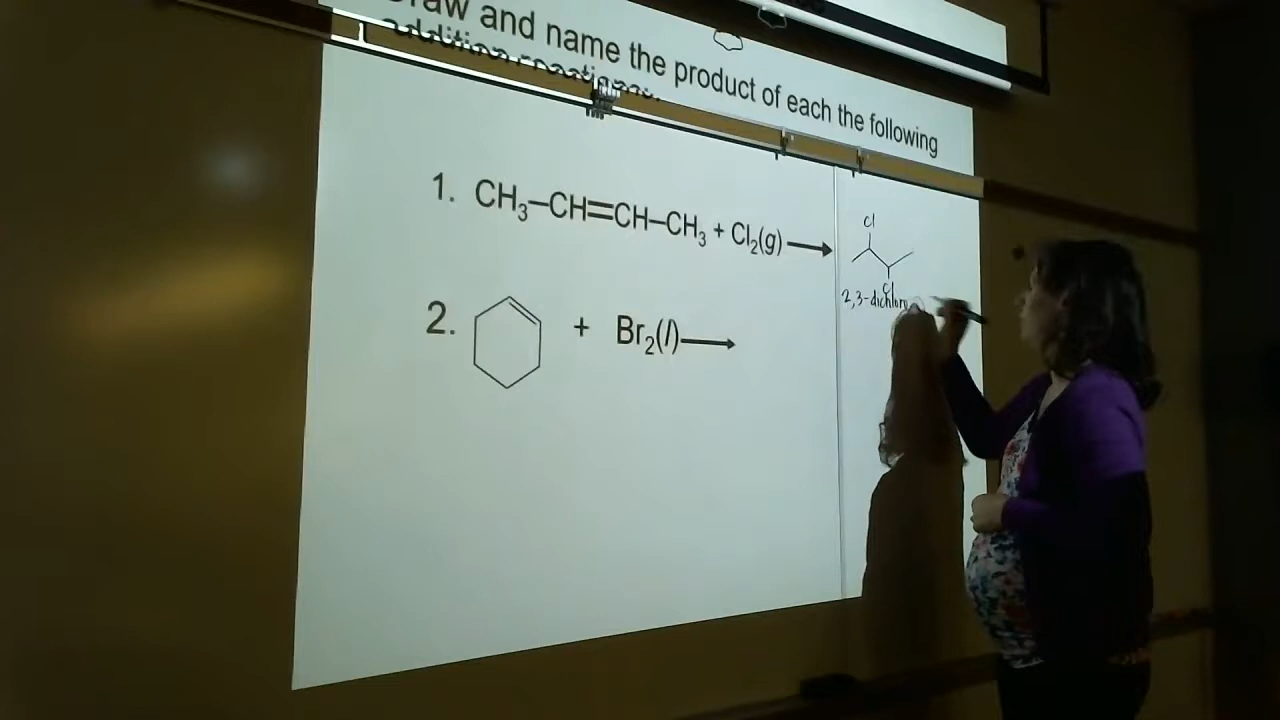 and name the product of each the following
addition reactions.
1. CH₃–CH=CH–CH₃ + Cl₂(g) ⟶
Cl
Cl
2,3-dichloro
2. + Br₂(l) ⟶